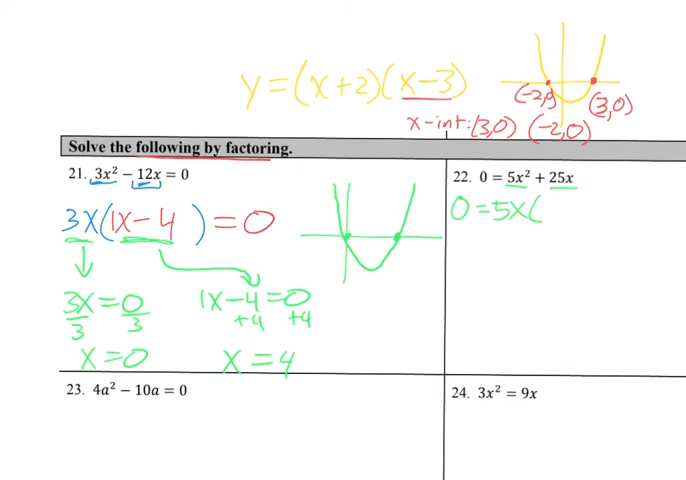 y = (x+2)(x-3)
(-2,0) (3,0)
x-int: (3,0) (-2,0)
Solve the following by factoring.
21. 3x² − 12x = 0
22. 0 = 5x² + 25x
3x(1x-4) = 0
0 = 5x(
3x = 0 1x-4 = 0
3 3 +4 +4
x = 0 x = 4
23. 4a² − 10a = 0
24. 3x² = 9x